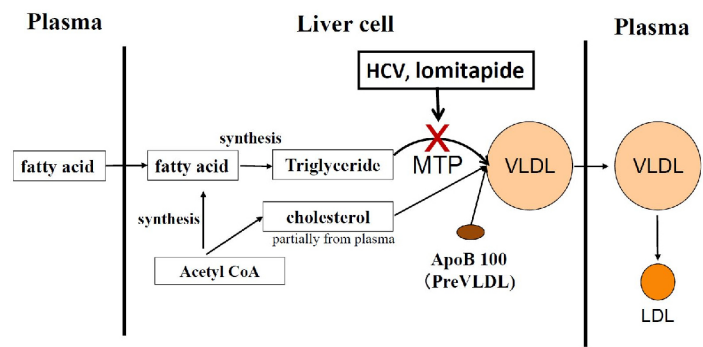 Plasma
Liver cell
Plasma
HCV, lomitapide
synthesis
fatty acid
fatty acid
Triglyceride
MTP
VLDL
VLDL
synthesis
cholesterol
partially from plasma
Acetyl CoA
ApoB 100
(PreVLDL)
LDL